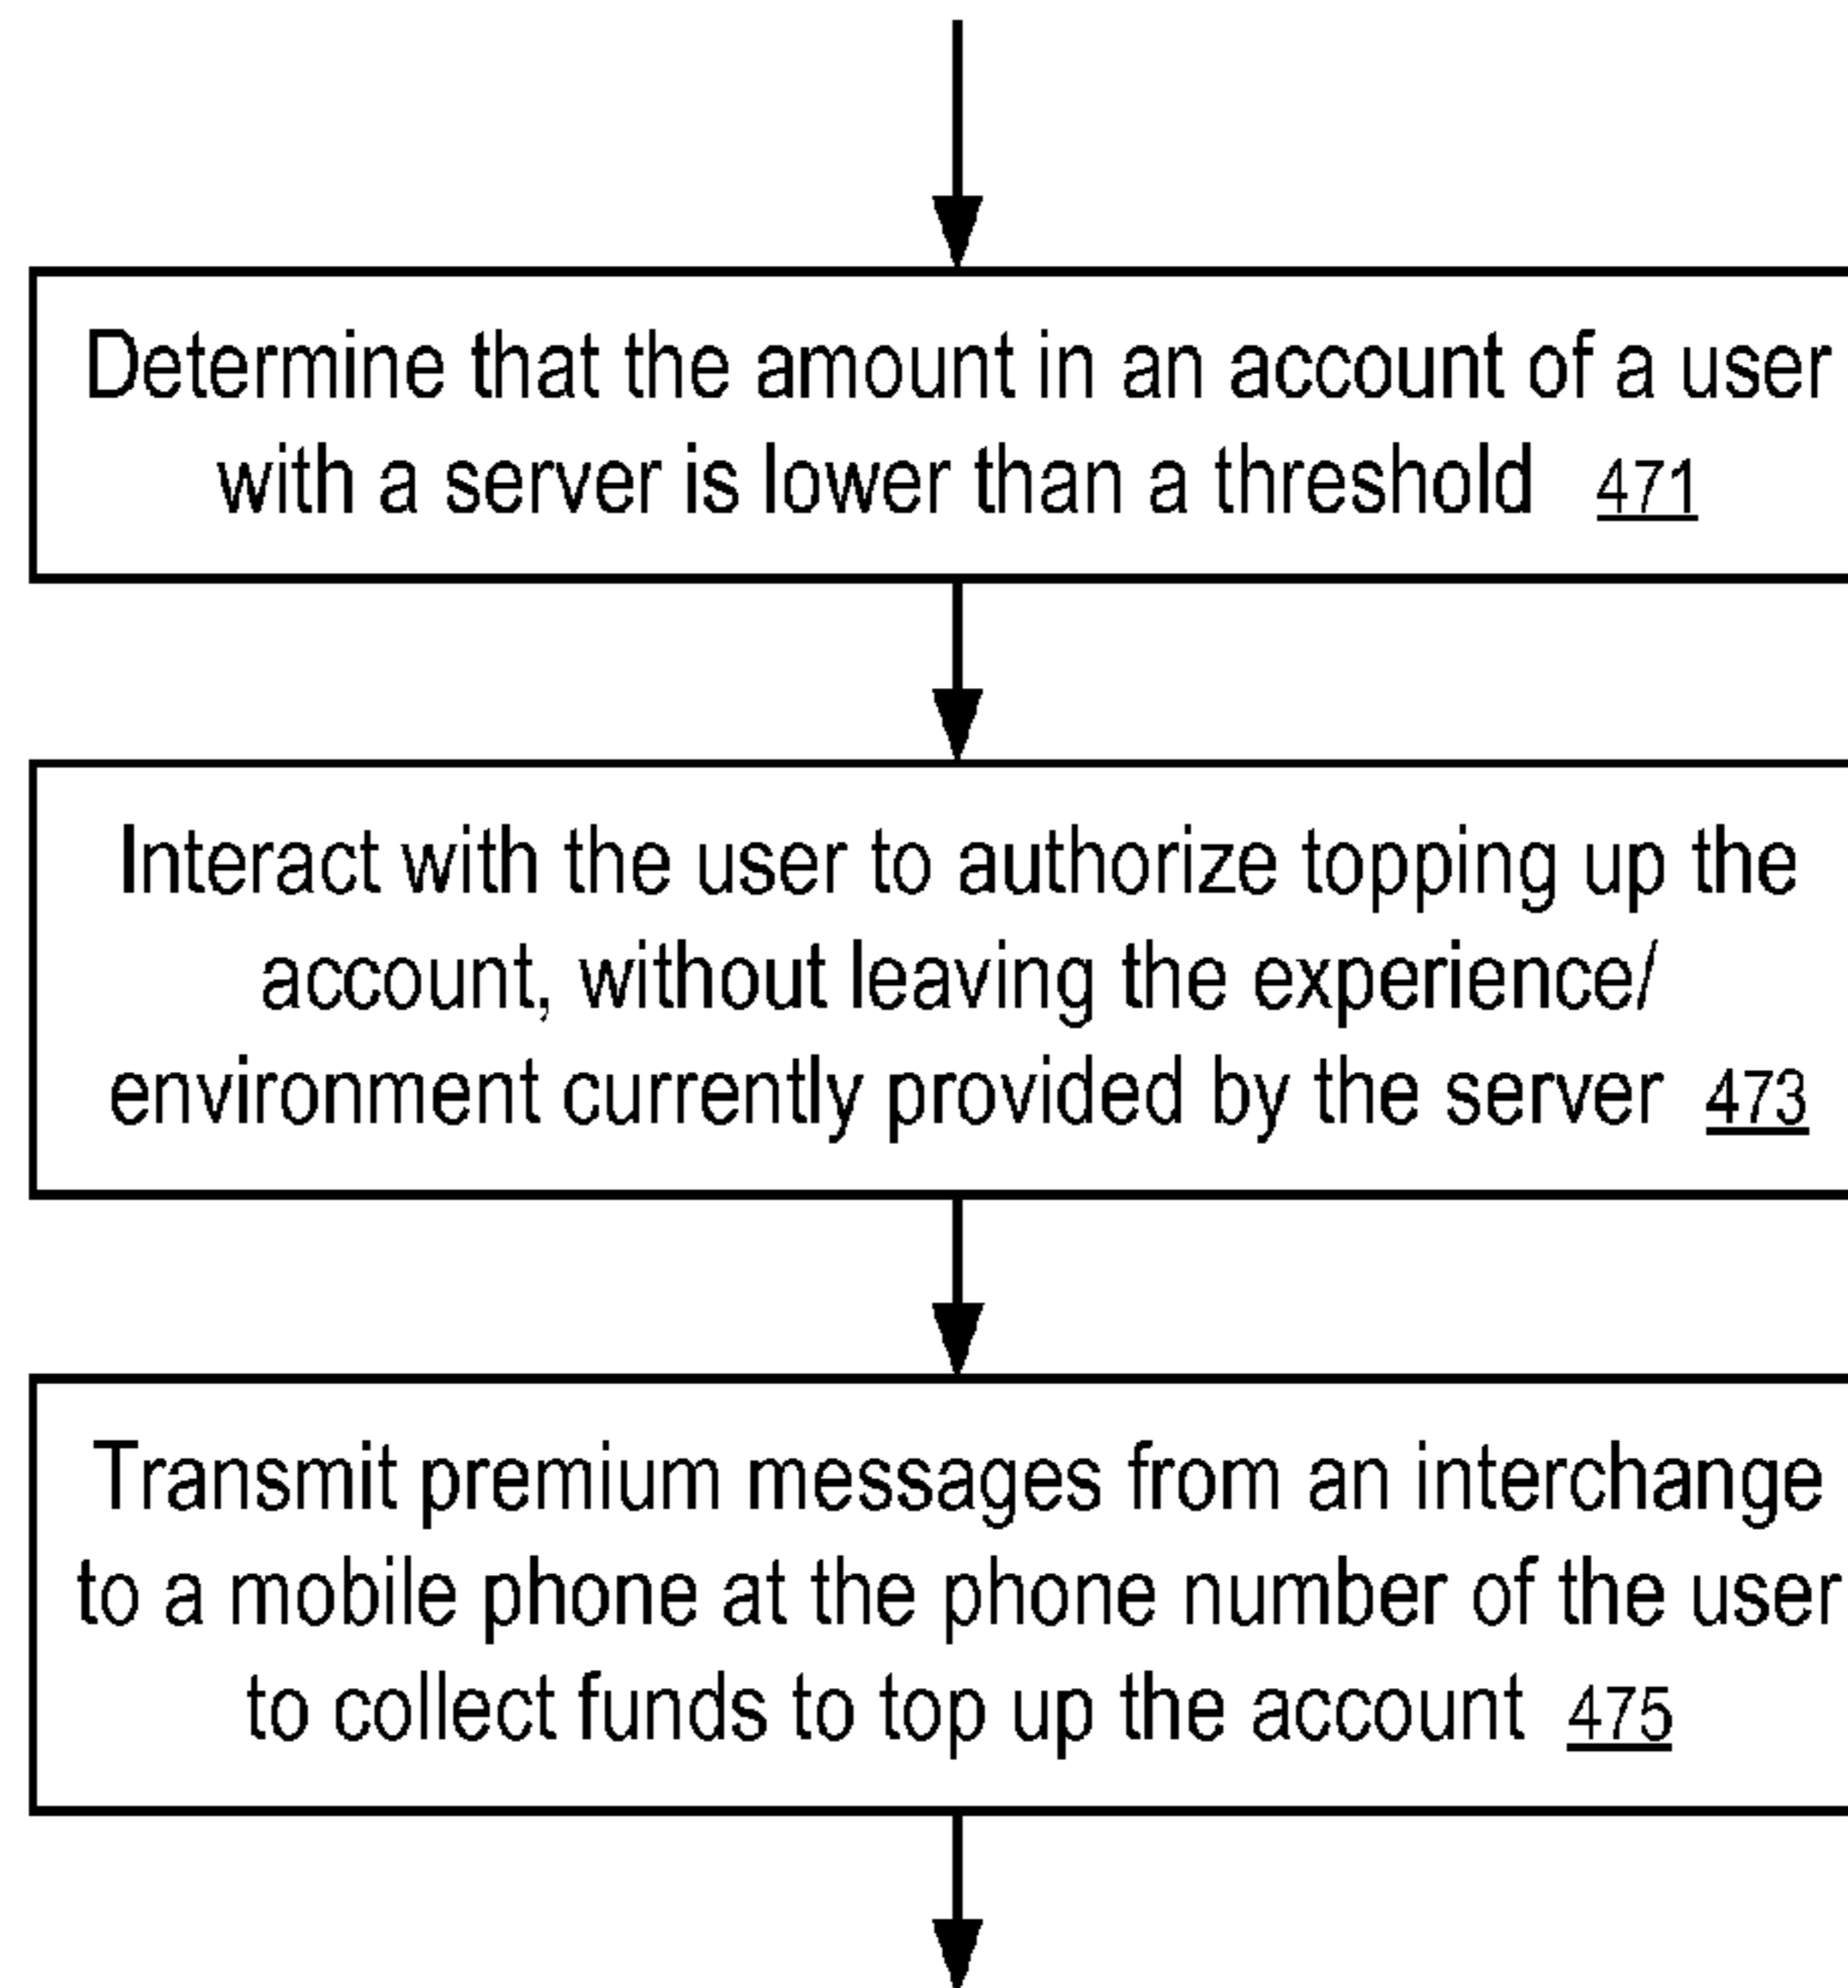 Determine that the amount in an account of a user
with a server is lower than a threshold 471
Interact with the user to authorize topping up the
account, without leaving the experience/
environment currently provided by the server 473
Transmit premium messages from an interchange
to a mobile phone at the phone number of the user
to collect funds to top up the account 475